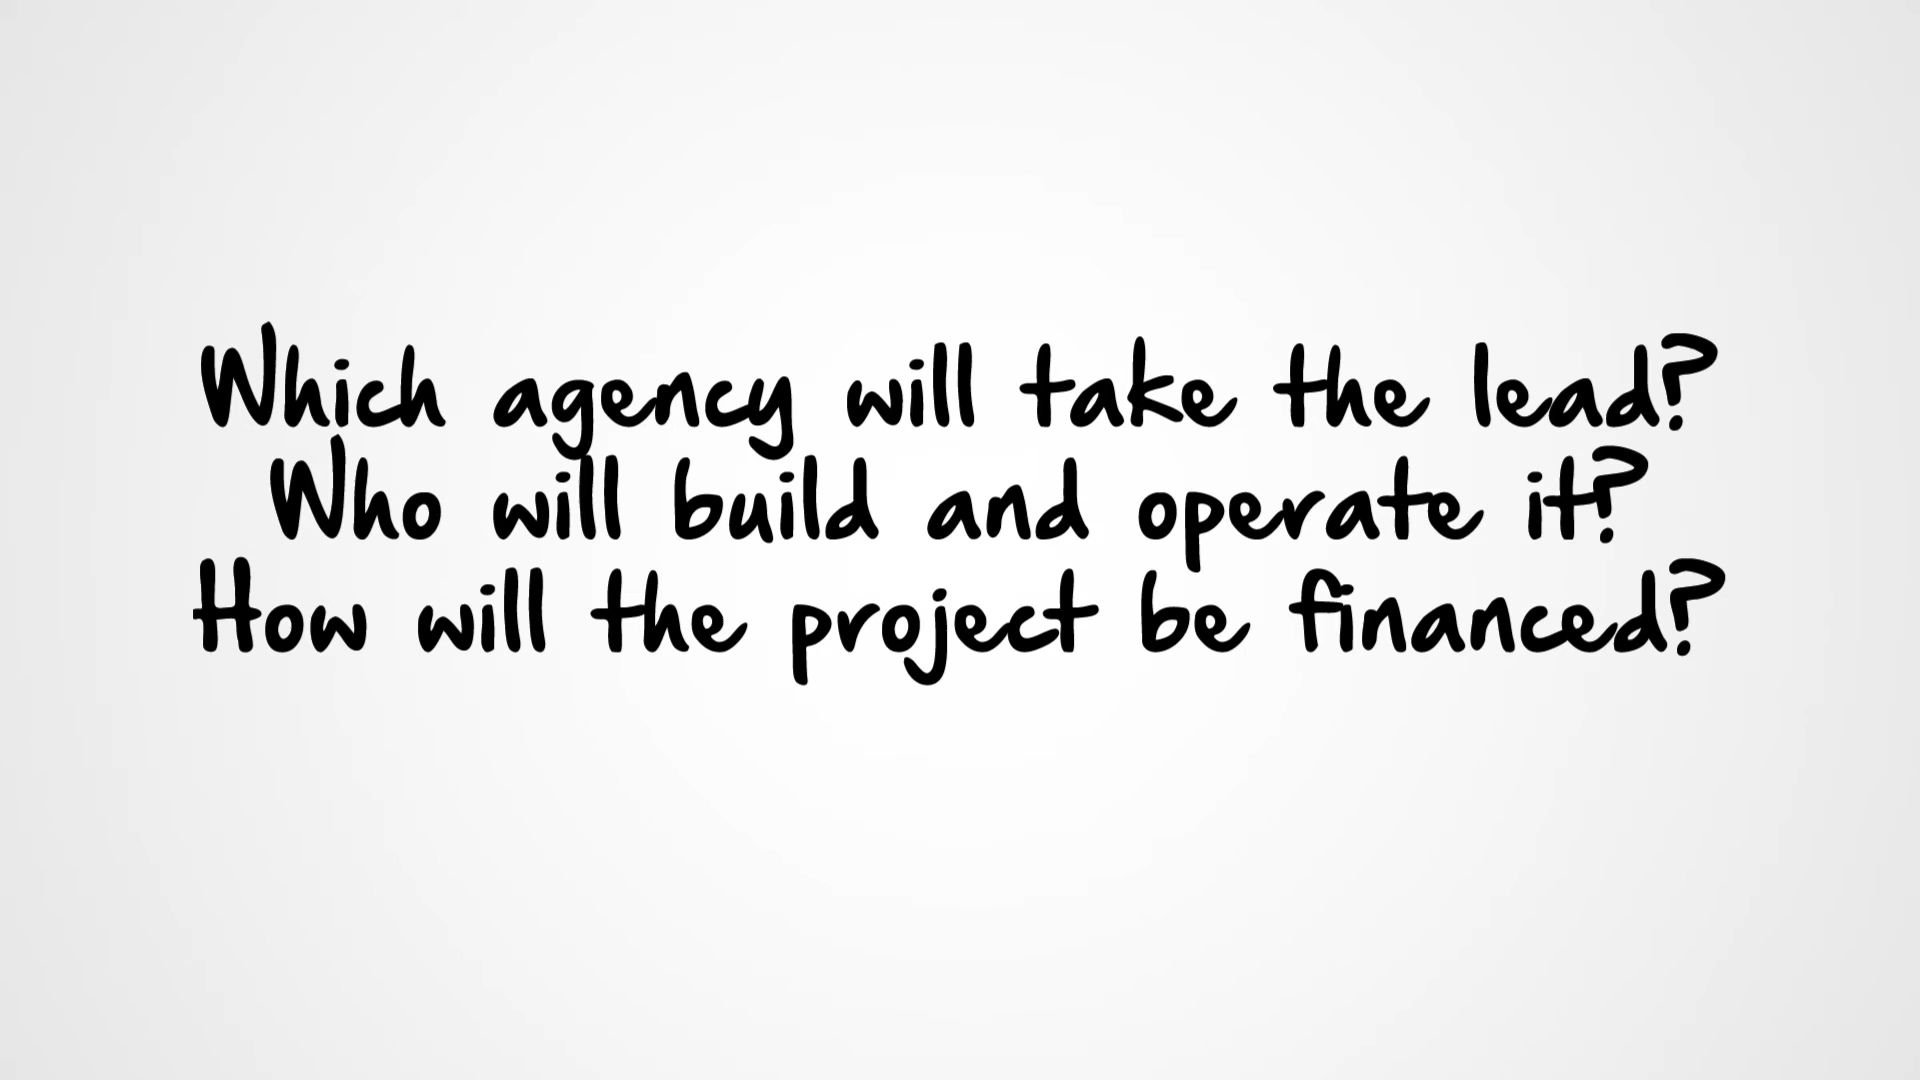 Which agency will take the lead?
Who will build and operate it?
How will the project be financed?